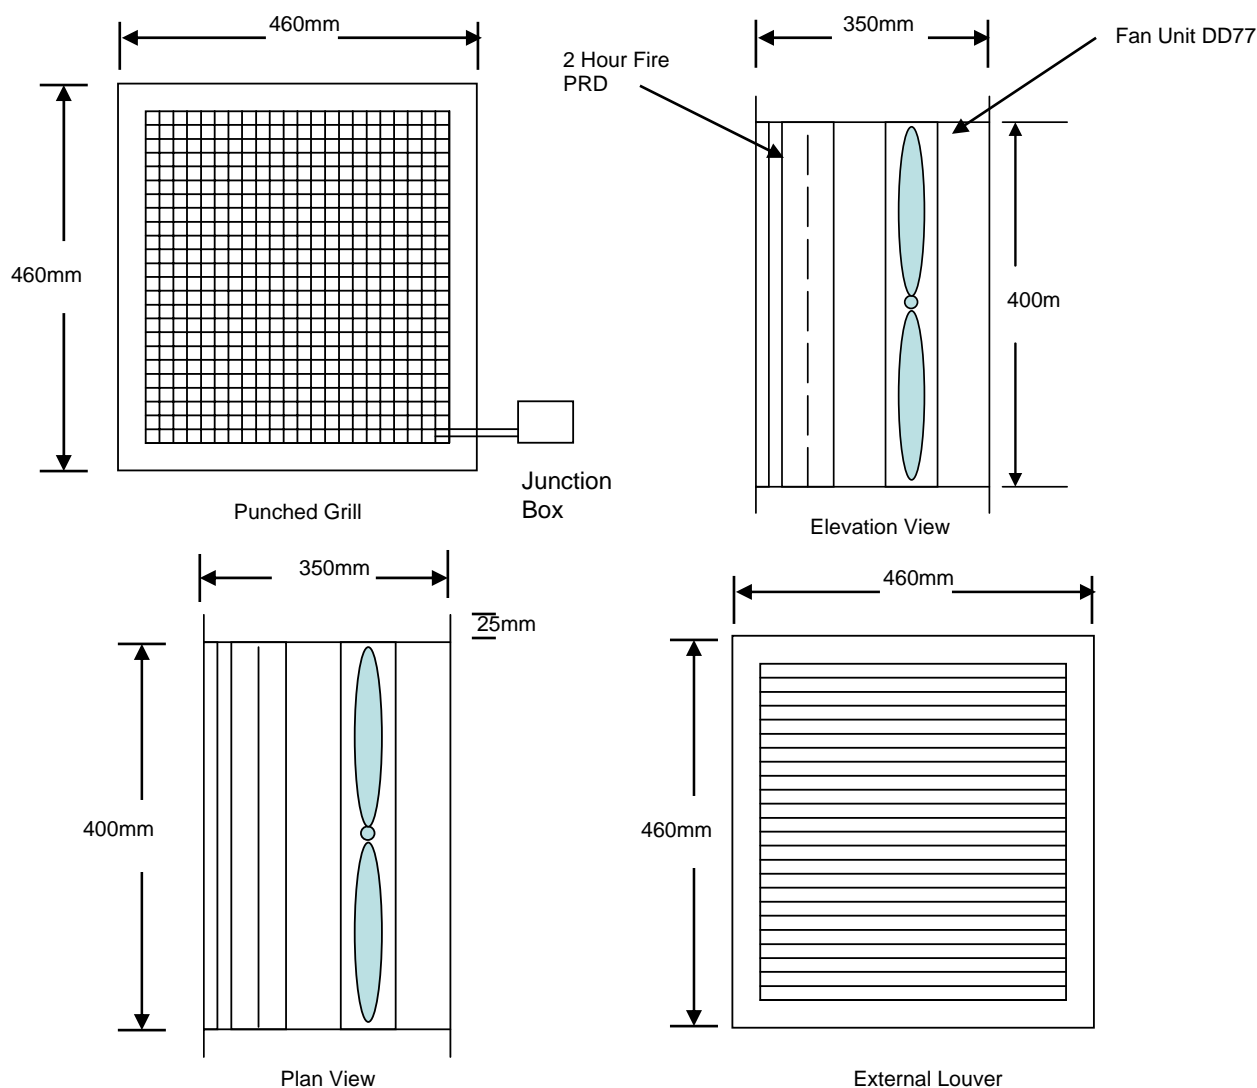 460mm
460mm
Junction
Box
Punched Grill
350mm
Fan Unit DD77
2 Hour Fire
PRD
400m
Elevation View
350mm
25mm
400mm
Plan View
460mm
460mm
External Louver